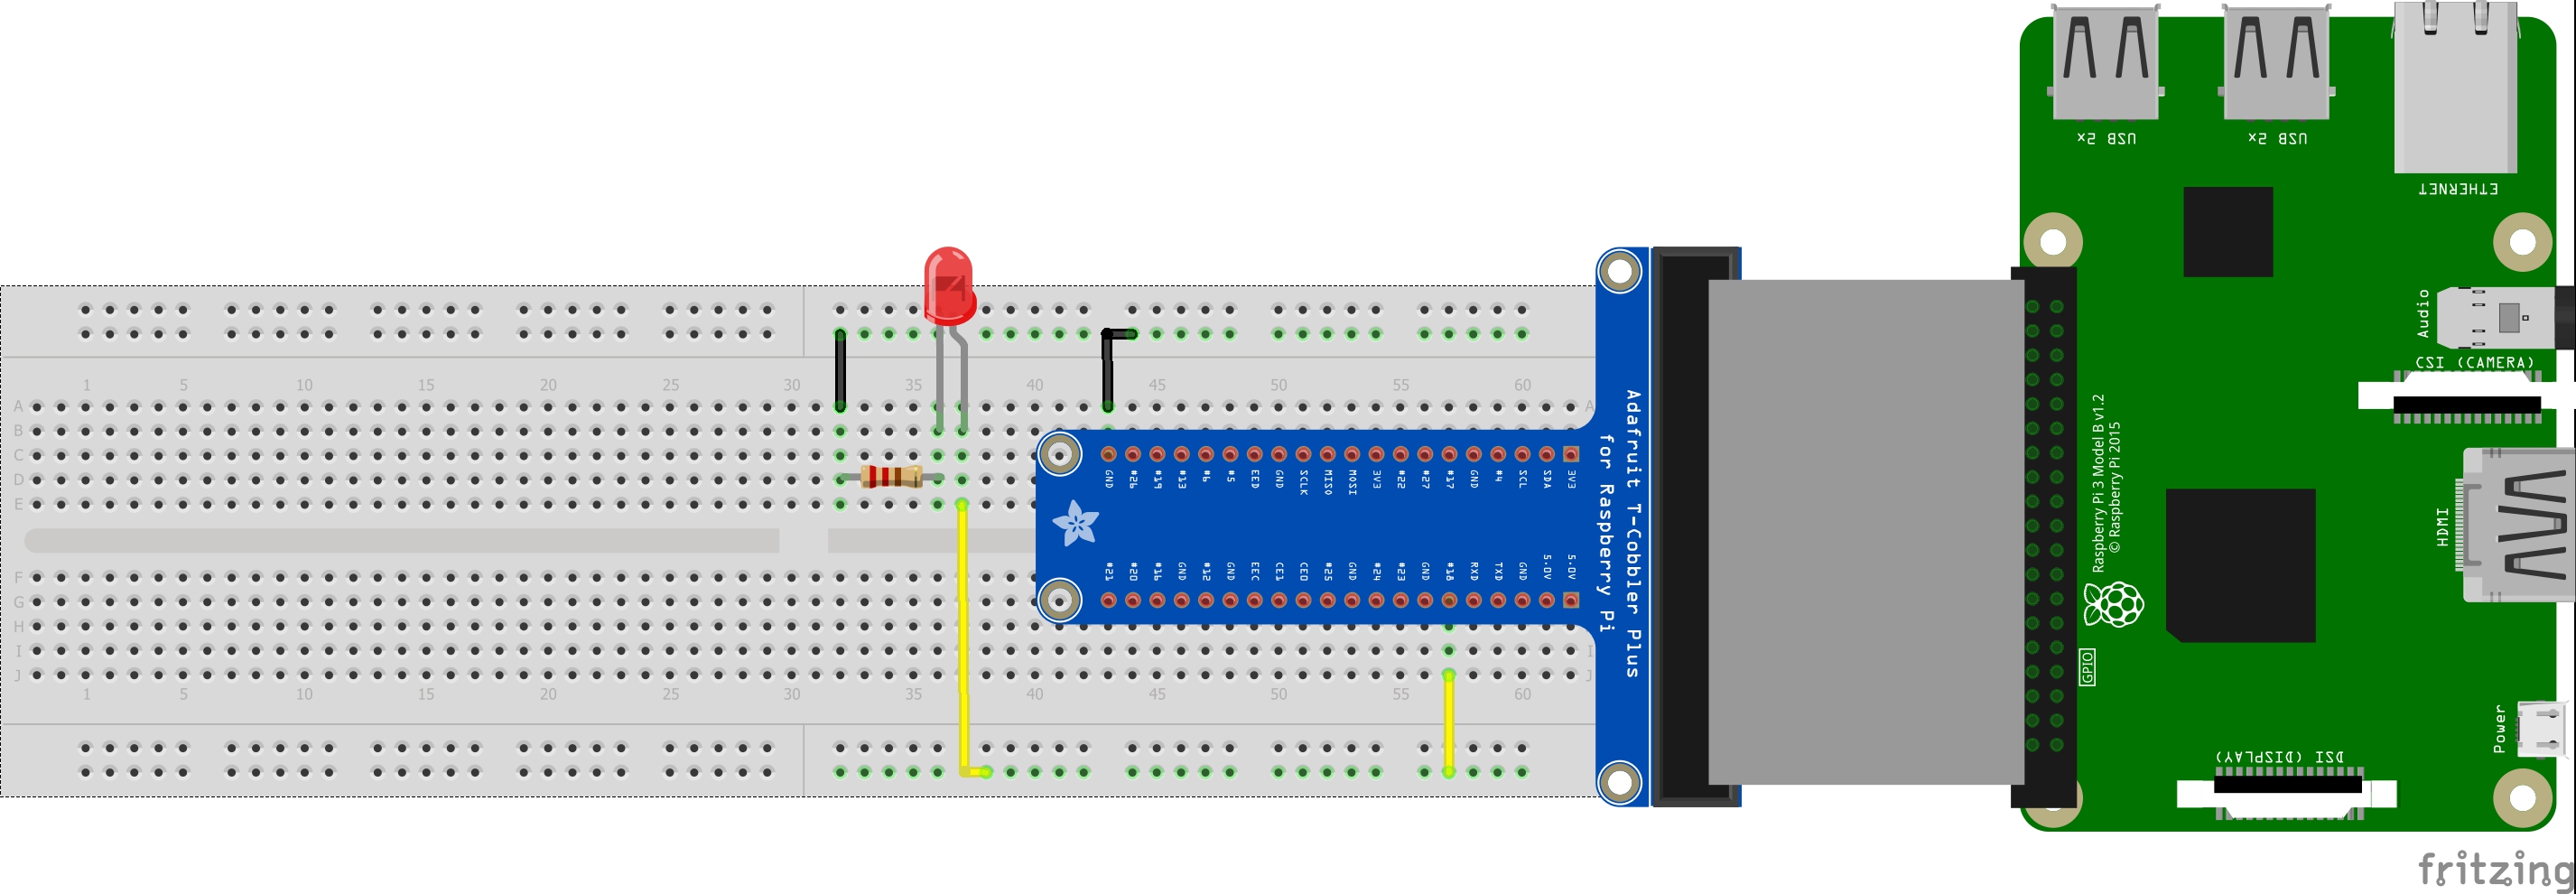 USB 2x
USB 2x
ETHERNET
Audio
CSI (CAMERA)
HDMI
Raspberry Pi 3 Model B v1.2
© Raspberry Pi 2015
GPIO
Power
DSI (DISPLAY)
1 5 10 15 20 25 30 35 40 45 50 55 60
A A
B
C
D
E
F
G
H
I I
J J
1 5 10 15 20 25 30 35 40 45 50 55 60
GND #26 #19 #13 #6 #5 EED GND SCLK MISO MOSI 3V3 #22 #27 #17 GND #4 SCL SDA 3V3
#21 #20 #16 GND #12 GND EEC CE1 CE0 #25 GND #24 #23 GND #18 RXD TXD GND 5.0V 5.0V
Adafruit T-Cobbler Plus
for Raspberry Pi
fritzing